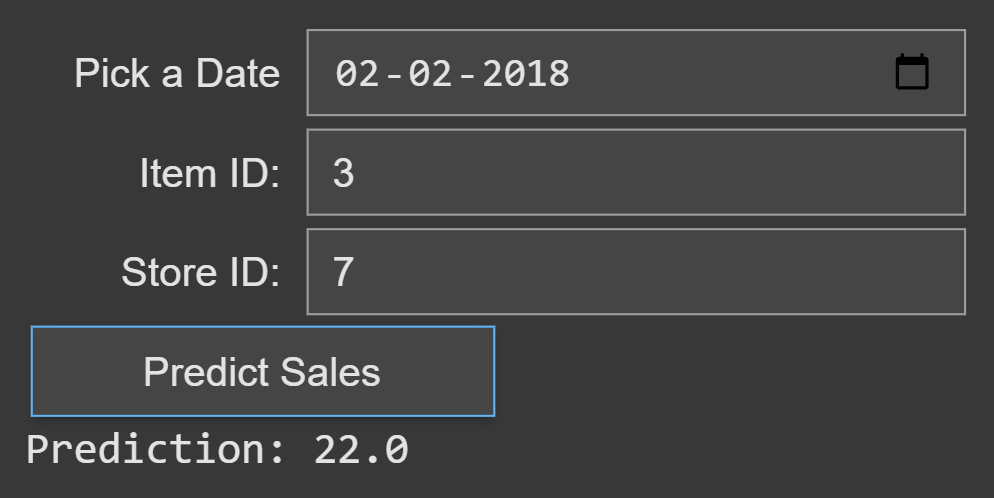 Pick a Date 02-02-2018
Item ID: 3
Store ID: 7
Predict Sales
Prediction: 22.0